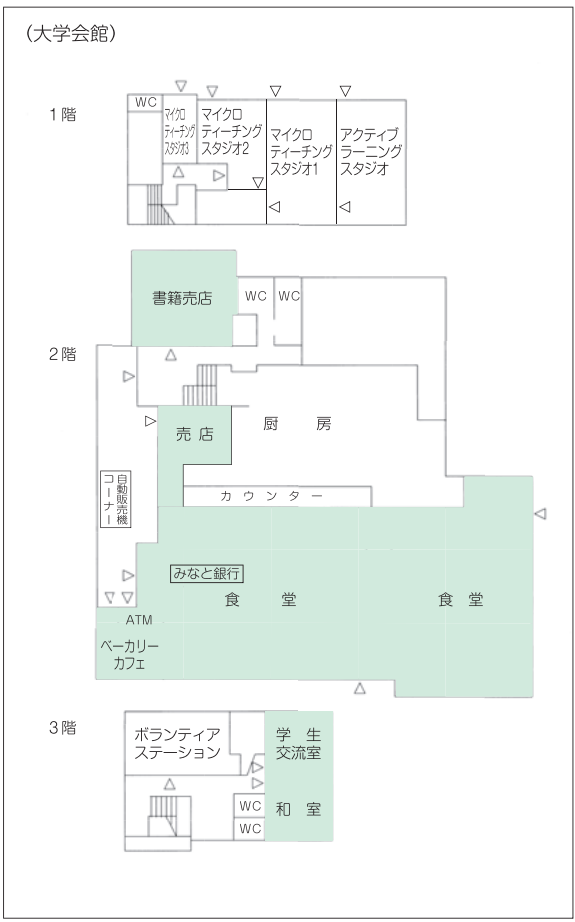 （大学会館）
1階
WC
マイクロ
ティーチング
スタジオ3
マイクロ
ティーチング
スタジオ2
マイクロ
ティーチング
スタジオ1
アクティブ
ラーニング
スタジオ
2階
書籍売店
WC
WC
売店
厨房
カウンター
自動販売機
コーナー
みなと銀行
食堂
食堂
ATM
ベーカリー
カフェ
3階
ボランティア
ステーション
学生
交流室
和室
WC
WC